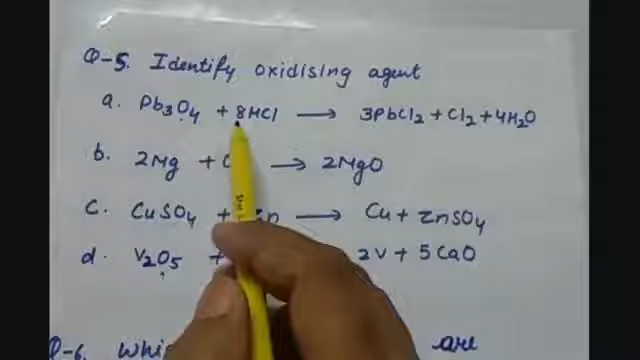 Q-5. Identify oxidising agent
a. Pb₃O₄ + 8HCl ⟶ 3PbCl₂ + Cl₂ + 4H₂O
b. 2Mg + ⟶ 2MgO
c. CuSO₄ + Zn ⟶ Cu + ZnSO₄
d. V₂O₅ + 2V + 5CaO
Q-6. are